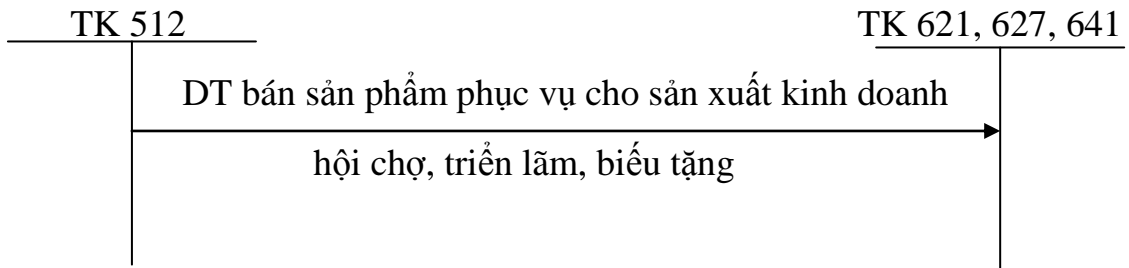 TK 512
TK 621, 627, 641
DT bán sản phẩm phục vụ cho sản xuất kinh doanh
hội chợ, triển lãm, biếu tặng